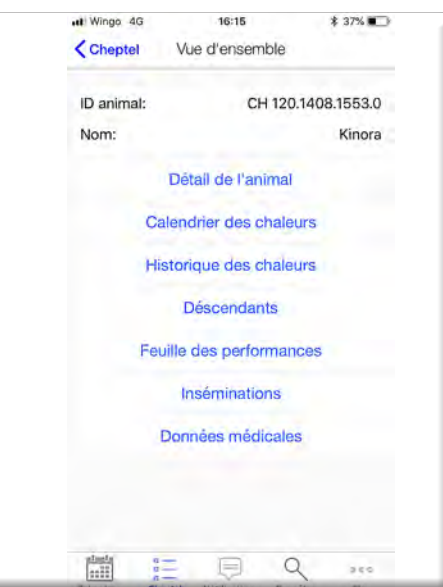 Wingo 4G 16:15 37%
Cheptel Vue d'ensemble
ID animal: CH 120.1408.1553.0
Nom: Kinora
Détail de l'animal
Calendrier des chaleurs
Historique des chaleurs
Déscendants
Feuille des performances
Inséminations
Données médicales